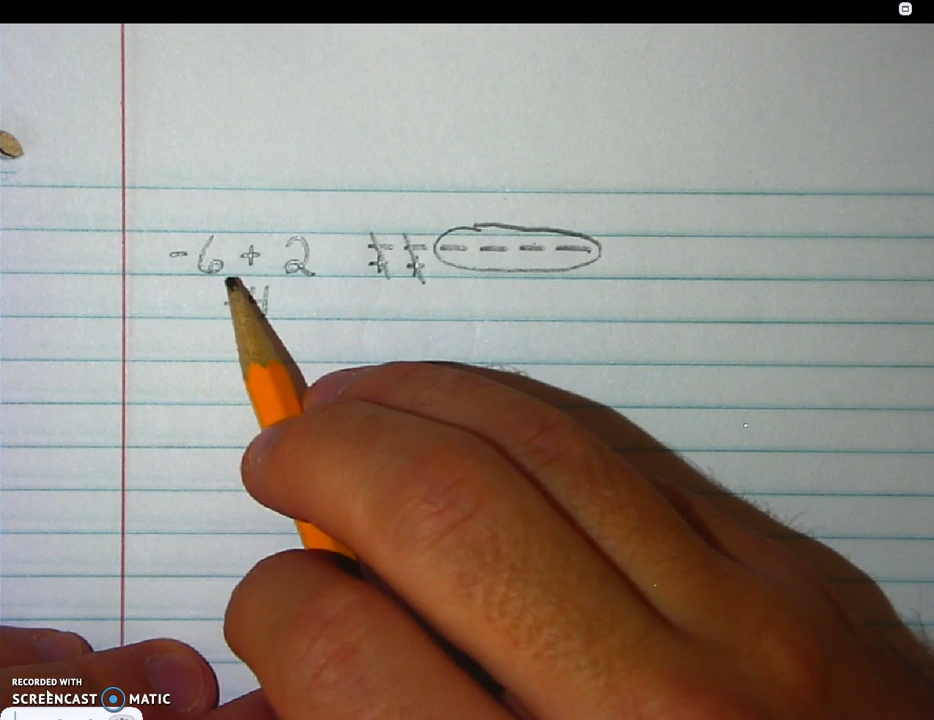 -6 + 2 ‡ ‡ - - - -
-4
RECORDED WITH
SCREENCAST MATIC